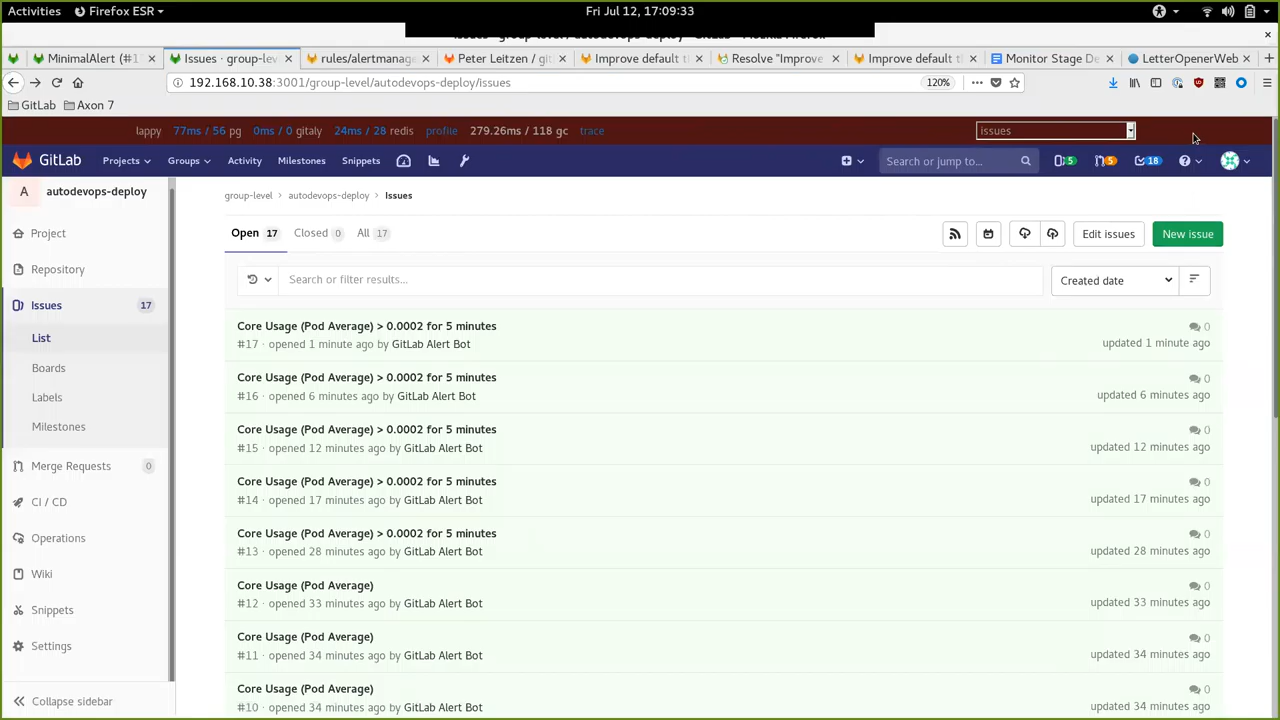 Activities Firefox ESR Fri Jul 12, 17:09:33
MinimalAlert (#1 Issues · group-lev rules/alertmanage Peter Leitzen / git Improve default t Resolve "Improve Improve default t Monitor Stage De LetterOpenerWeb
192.168.10.38:3001/group-level/autodevops-deploy/issues 120%
GitLab Axon 7
lappy 77ms / 56 pg 0ms / 0 gitaly 24ms / 28 redis profile 279.26ms / 118 gc trace issues
GitLab Projects Groups Activity Milestones Snippets Search or jump to... 5 5 18
A autodevops-deploy
group-level > autodevops-deploy > Issues
Project
Repository
Issues 17
List
Boards
Labels
Milestones
Merge Requests 0
CI / CD
Operations
Wiki
Snippets
Settings
Collapse sidebar
Open 17 Closed 0 All 17 Edit issues New issue
Search or filter results... Created date
Core Usage (Pod Average) > 0.0002 for 5 minutes 0
#17 · opened 1 minute ago by GitLab Alert Bot updated 1 minute ago
Core Usage (Pod Average) > 0.0002 for 5 minutes 0
#16 · opened 6 minutes ago by GitLab Alert Bot updated 6 minutes ago
Core Usage (Pod Average) > 0.0002 for 5 minutes 0
#15 · opened 12 minutes ago by GitLab Alert Bot updated 12 minutes ago
Core Usage (Pod Average) > 0.0002 for 5 minutes 0
#14 · opened 17 minutes ago by GitLab Alert Bot updated 17 minutes ago
Core Usage (Pod Average) > 0.0002 for 5 minutes 0
#13 · opened 28 minutes ago by GitLab Alert Bot updated 28 minutes ago
Core Usage (Pod Average) 0
#12 · opened 33 minutes ago by GitLab Alert Bot updated 33 minutes ago
Core Usage (Pod Average) 0
#11 · opened 34 minutes ago by GitLab Alert Bot updated 34 minutes ago
Core Usage (Pod Average) 0
#10 · opened 34 minutes ago by GitLab Alert Bot updated 34 minutes ago